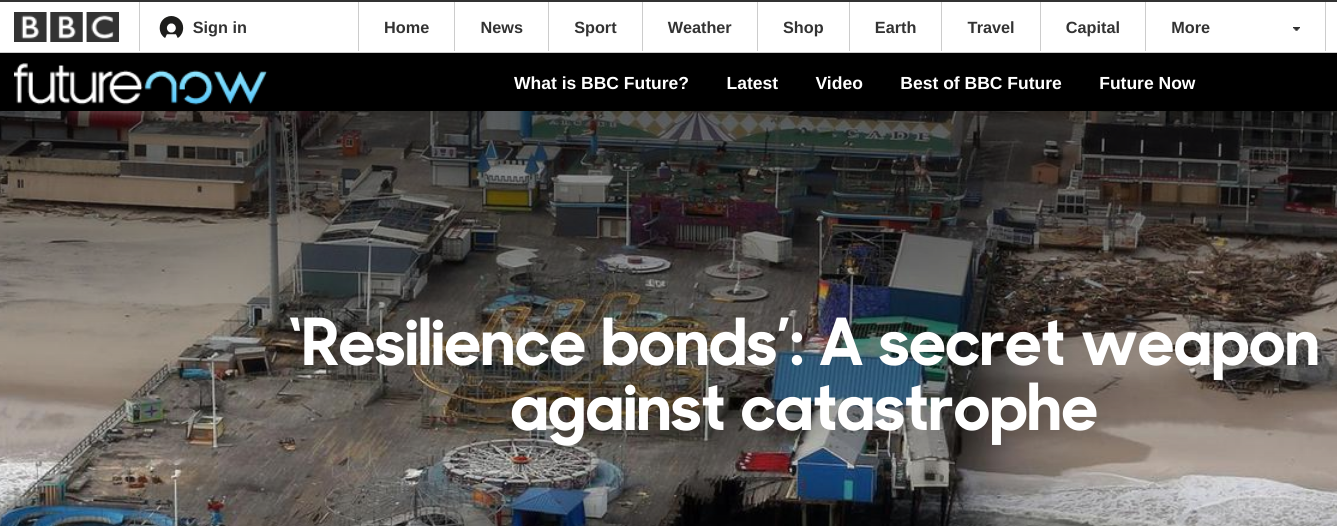 BBC Sign in Home News Sport Weather Shop Earth Travel Capital More
futurenow What is BBC Future? Latest Video Best of BBC Future Future Now
‘Resilience bonds’: A secret weapon
against catastrophe